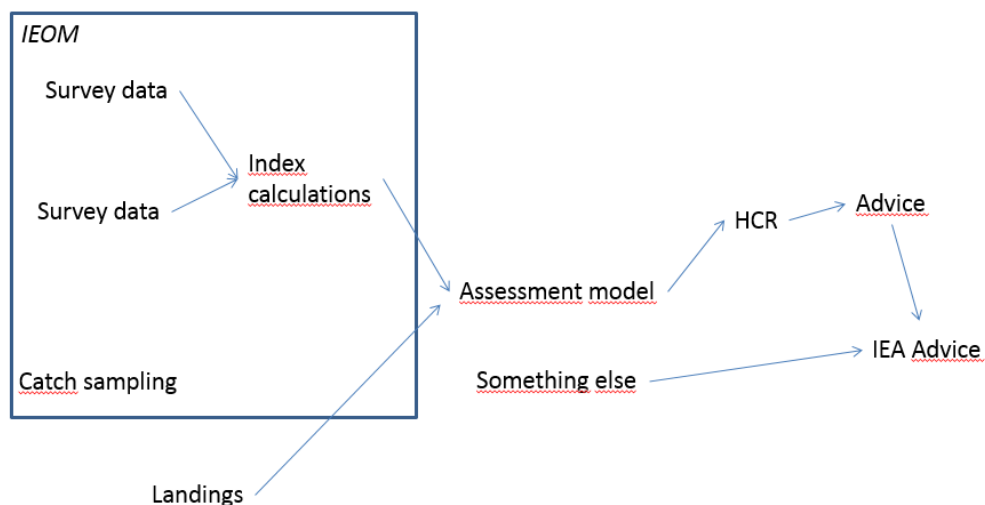 IEOM
Survey data
Index
calculations
Survey data
HCR
Advice
Assessment model
IEA Advice
Catch sampling
Something else
Landings